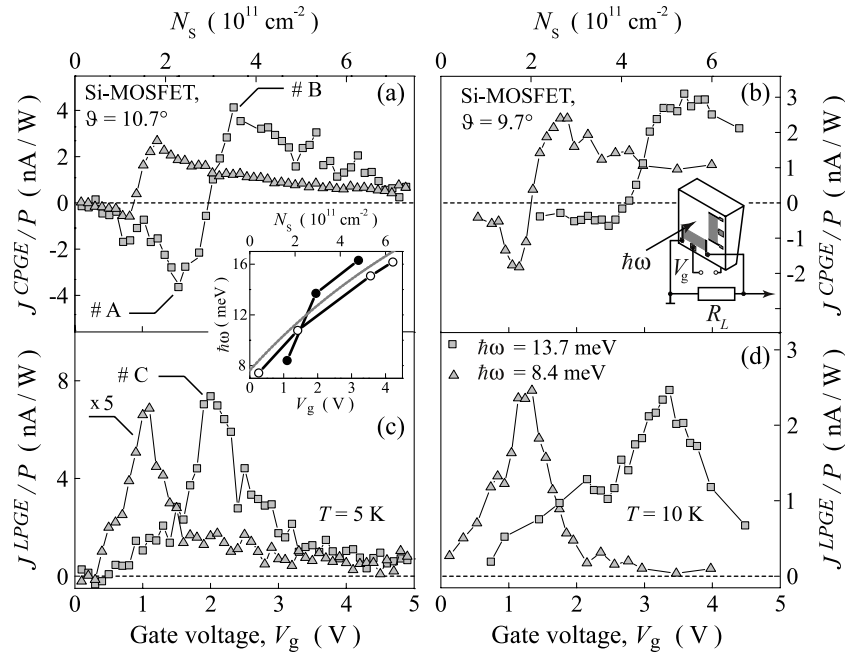 N_S ( 10^11 cm^-2 )
0 2 4 6
N_S ( 10^11 cm^-2 )
0 2 4 6
J^CPGE/P ( nA / W )
4
2
0
-2
-4
Si-MOSFET,
ϑ = 10.7°
# B
(a)
# A
N_S ( 10^11 cm^-2 )
0 2 4 6
ħω ( meV )
16
12
8
0 1 2 3 4
V_g ( V )
Si-MOSFET,
ϑ = 9.7°
(b)
ħω
V_g
R_L
3
2
1
0
-1
-2
J^CPGE/P ( nA / W )
J^LPGE/P ( nA / W )
8
4
0
x 5
# C
(c)
T = 5 K
ħω = 13.7 meV
ħω = 8.4 meV
(d)
T = 10 K
3
2
1
0
J^LPGE/P ( nA / W )
0 1 2 3 4 5
Gate voltage, V_g ( V )
0 1 2 3 4 5
Gate voltage, V_g ( V )